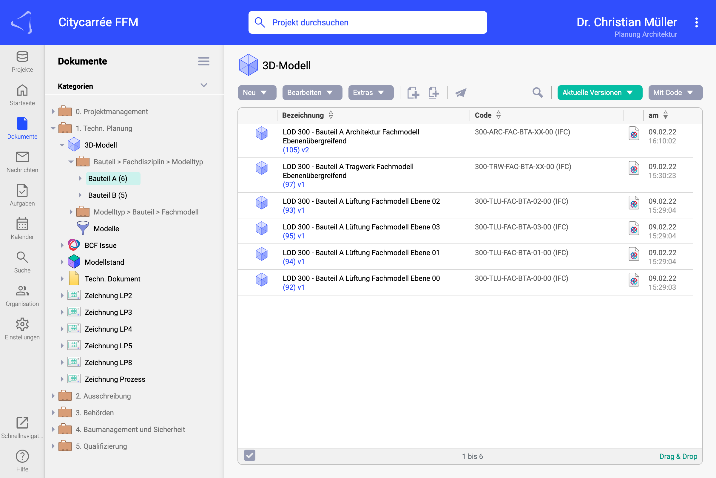 Citycarrée FFM
Projekt durchsuchen
Dr. Christian Müller
Planung Architektur
Projekte
Startseite
Dokumente
Nachrichten
Aufgaben
Kalender
Suche
Organisation
Einstellungen
Schnellnavigat..
Hilfe
Dokumente
Kategorien
0. Projektmanagement
1. Techn. Planung
3D-Modell
Bauteil > Fachdisziplin > Modelltyp
Bauteil A (6)
Bauteil B (5)
Modelltyp > Bauteil > Fachmodell
Modelle
BCF Issue
Modellstand
Techn. Dokument
Zeichnung LP2
Zeichnung LP3
Zeichnung LP4
Zeichnung LP5
Zeichnung LP8
Zeichnung Prozess
2. Ausschreibung
3. Behörden
4. Baumanagement und Sicherheit
5. Qualifizierung
3D-Modell
Neu
Bearbeiten
Extras
Aktuelle Versionen
Mit Code
Bezeichnung
Code
am
LOD 300 - Bauteil A Architektur Fachmodell
Ebenenübergreifend
(105) v2
300-ARC-FAC-BTA-XX-00 (IFC)
09.02.22
16:10:02
LOD 300 - Bauteil A Tragwerk Fachmodell
Ebenenübergreifend
(97) v1
300-TRW-FAC-BTA-XX-00 (IFC)
09.02.22
15:30:23
LOD 300 - Bauteil A Lüftung Fachmodell Ebene 02
(93) v1
300-TLU-FAC-BTA-02-00 (IFC)
09.02.22
15:29:04
LOD 300 - Bauteil A Lüftung Fachmodell Ebene 03
(95) v1
300-TLU-FAC-BTA-03-00 (IFC)
09.02.22
15:29:04
LOD 300 - Bauteil A Lüftung Fachmodell Ebene 01
(94) v1
300-TLU-FAC-BTA-01-00 (IFC)
09.02.22
15:29:04
LOD 300 - Bauteil A Lüftung Fachmodell Ebene 00
(92) v1
300-TLU-FAC-BTA-00-00 (IFC)
09.02.22
15:29:03
1 bis 6
Drag & Drop